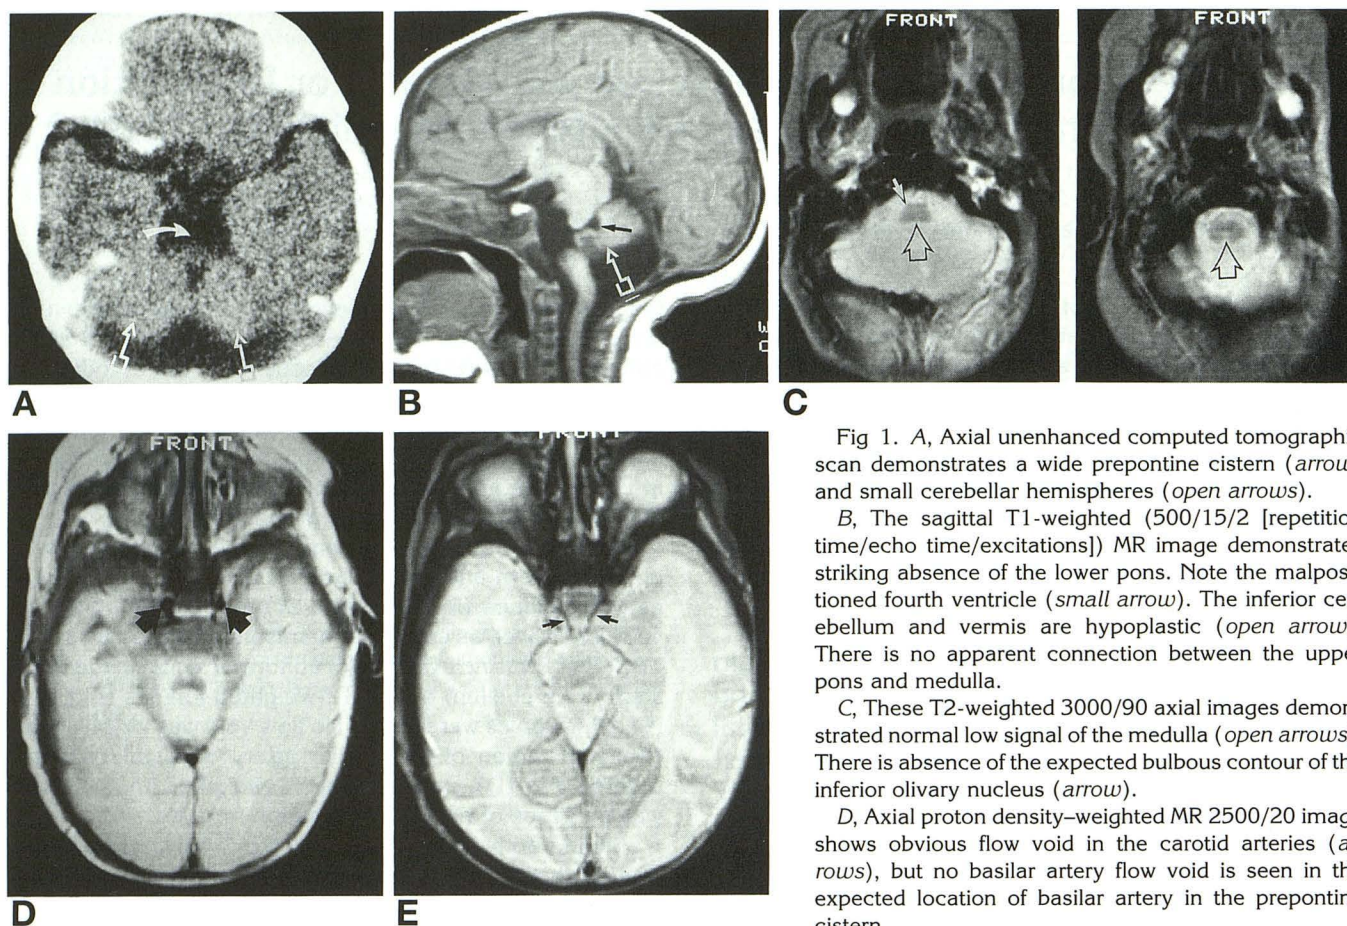 FRONT
FRONT
A
B
C
FRONT
FRONT
D
E
Fig 1. A, Axial unenhanced computed tomograph
scan demonstrates a wide prepontine cistern (arrow
and small cerebellar hemispheres (open arrows).
B, The sagittal T1-weighted (500/15/2 [repetitio
time/echo time/excitations]) MR image demonstrate
striking absence of the lower pons. Note the malpos
tioned fourth ventricle (small arrow). The inferior ce
ebellum and vermis are hypoplastic (open arrow
There is no apparent connection between the uppe
pons and medulla.
C, These T2-weighted 3000/90 axial images demon
strated normal low signal of the medulla (open arrows
There is absence of the expected bulbous contour of th
inferior olivary nucleus (arrow).
D, Axial proton density–weighted MR 2500/20 imag
shows obvious flow void in the carotid arteries (a
rows), but no basilar artery flow void is seen in th
expected location of basilar artery in the prepontin
cistern